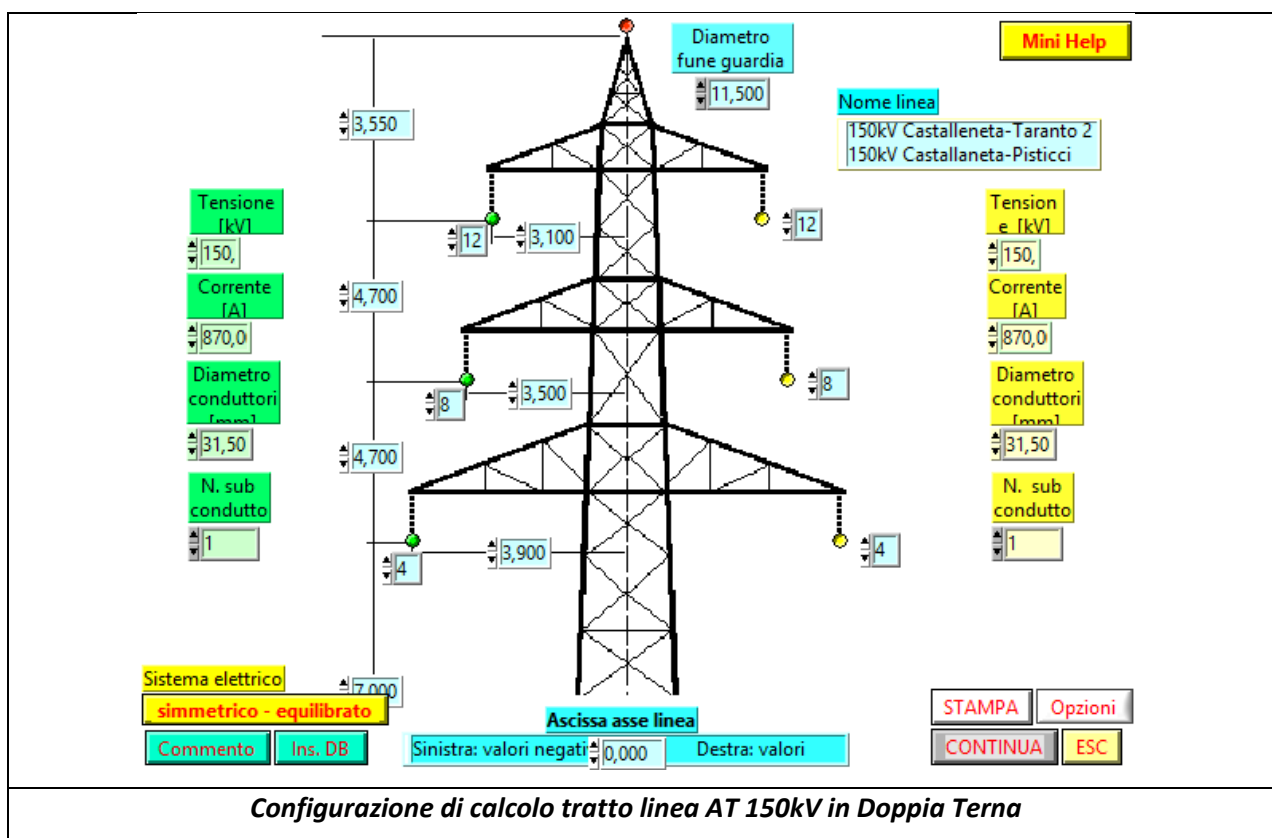 Diametro
fune guardia
11,500
Mini Help
Nome linea
150kV Castalleneta-Taranto 2
150kV Castallaneta-Pisticci
3,550
Tensione
[kV]
150,
12
3,100
12
Tension
e [kV]
150,
Corrente
[A]
870,0
4,700
Corrente
[A]
870,0
Diametro
conduttori
[mm]
31,50
8
3,500
8
Diametro
conduttori
[mm]
31,50
4,700
N. sub
condutto
1
4
3,900
4
N. sub
condutto
1
Sistema elettrico
simmetrico - equilibrato
7,000
Commento
Ins. DB
Ascissa asse linea
Sinistra: valori negati
0,000
Destra: valori
STAMPA
Opzioni
CONTINUA
ESC
Configurazione di calcolo tratto linea AT 150kV in Doppia Terna